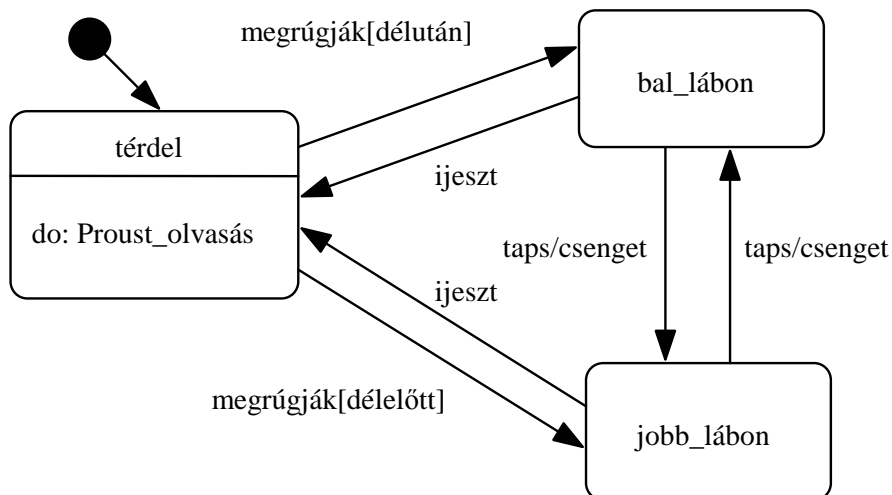 megrúgják[délután]
bal_lábon
térdel
ijeszt
do: Proust_olvasás
taps/csenget
taps/csenget
ijeszt
megrúgják[délelőtt]
jobb_lábon